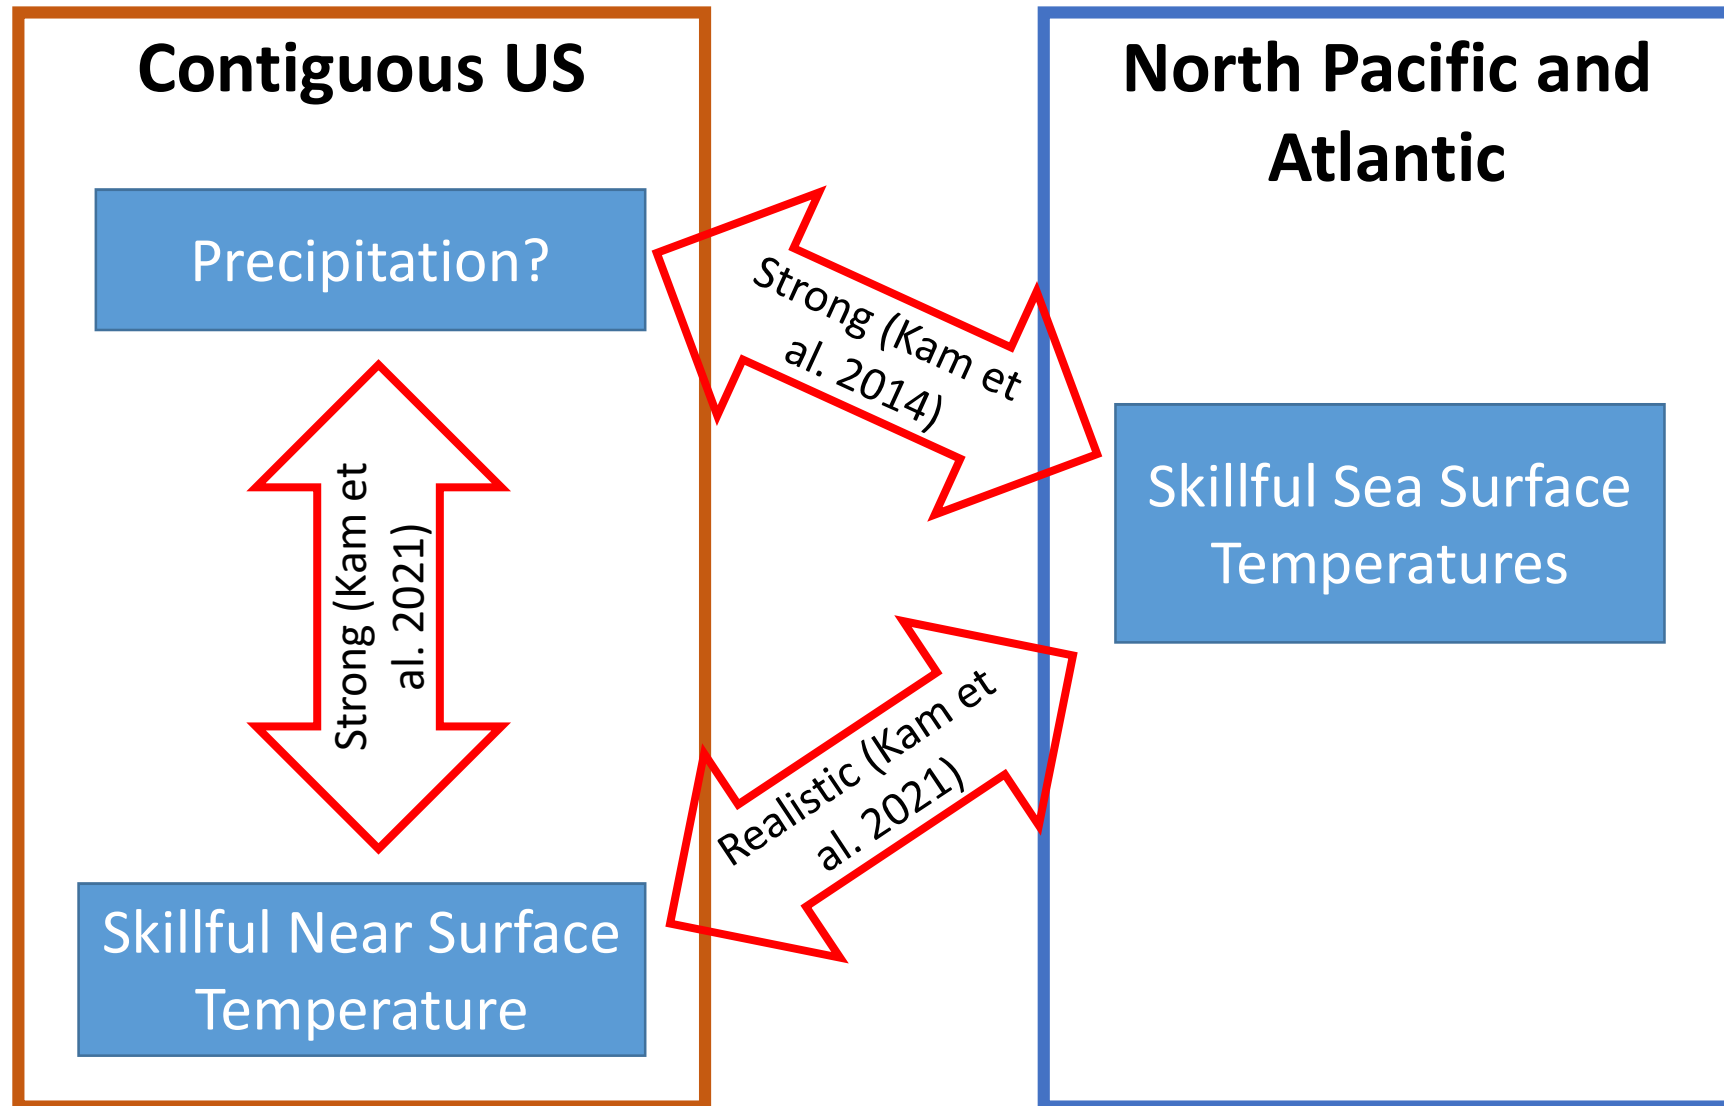 Contiguous US
Precipitation?
Strong (Kam et
al. 2021)
Skillful Near Surface
Temperature
Strong (Kam et
al. 2014)
Realistic (Kam et
al. 2021)
North Pacific and
Atlantic
Skillful Sea Surface
Temperatures